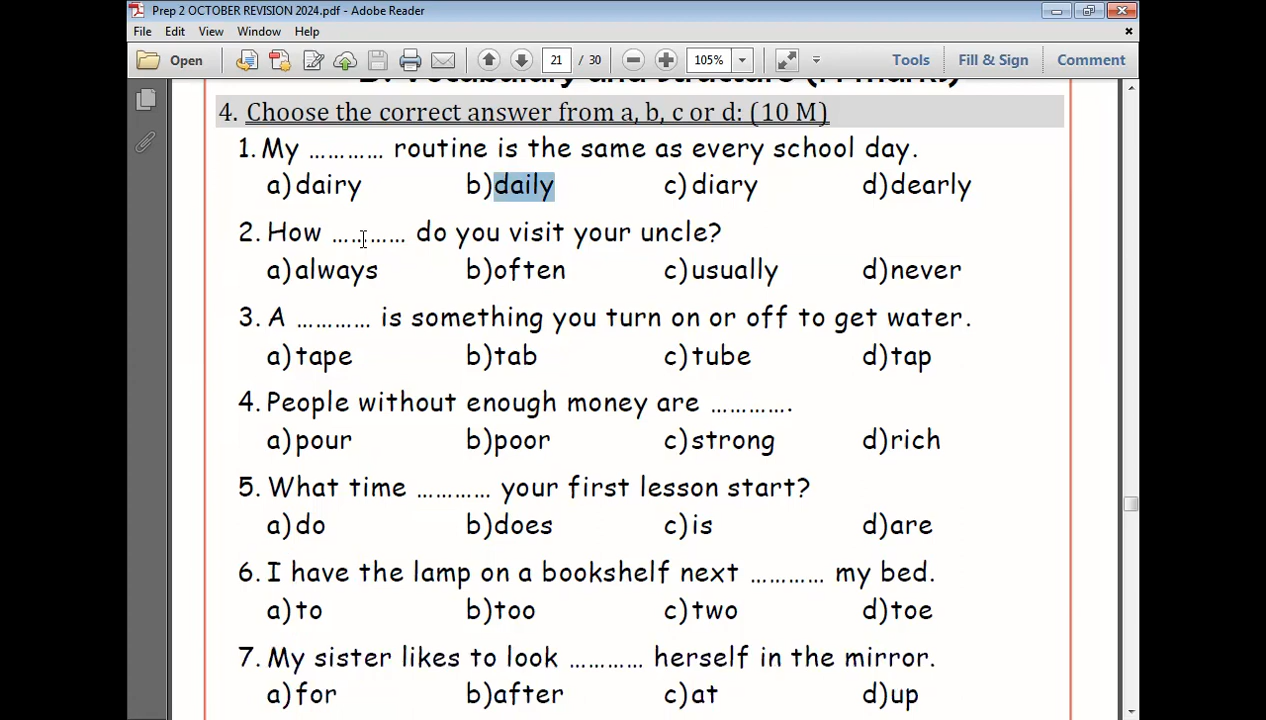 Prep 2 OCTOBER REVISION 2024.pdf - Adobe Reader
File Edit View Window Help
Open 21 / 30 105% Tools Fill & Sign Comment
B. Vocabulary and Structure
4. Choose the correct answer from a, b, c or d: (10 M)
1. My ………… routine is the same as every school day.
a) dairy b) daily c) diary d) dearly
2. How ………… do you visit your uncle?
a) always b) often c) usually d) never
3. A ………… is something you turn on or off to get water.
a) tape b) tab c) tube d) tap
4. People without enough money are ………….
a) pour b) poor c) strong d) rich
5. What time ………… your first lesson start?
a) do b) does c) is d) are
6. I have the lamp on a bookshelf next ………… my bed.
a) to b) too c) two d) toe
7. My sister likes to look ………… herself in the mirror.
a) for b) after c) at d) up